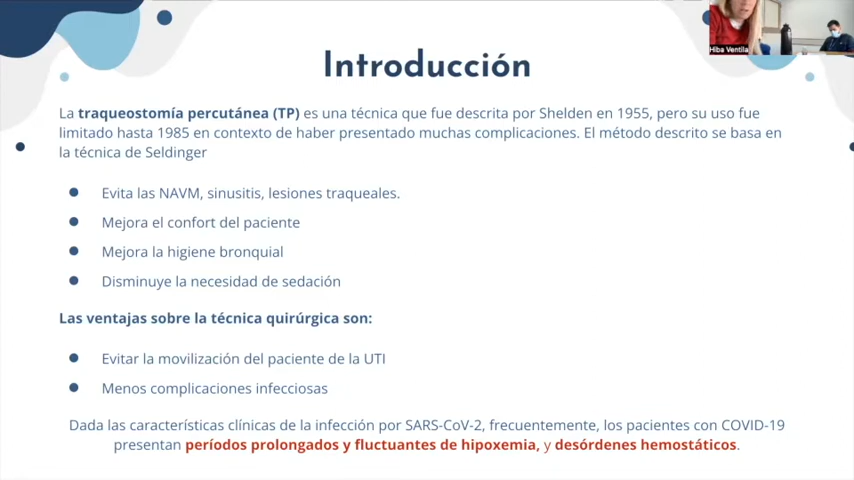 Hiba Ventila
Introducción
La traqueostomía percutánea (TP) es una técnica que fue descrita por Shelden en 1955, pero su uso fue
limitado hasta 1985 en contexto de haber presentado muchas complicaciones. El método descrito se basa en
la técnica de Seldinger
Evita las NAVM, sinusitis, lesiones traqueales.
Mejora el confort del paciente
Mejora la higiene bronquial
Disminuye la necesidad de sedación
Las ventajas sobre la técnica quirúrgica son:
Evitar la movilización del paciente de la UTI
Menos complicaciones infecciosas
Dada las características clínicas de la infección por SARS-CoV-2, frecuentemente, los pacientes con COVID-19
presentan períodos prolongados y fluctuantes de hipoxemia, y desórdenes hemostáticos.